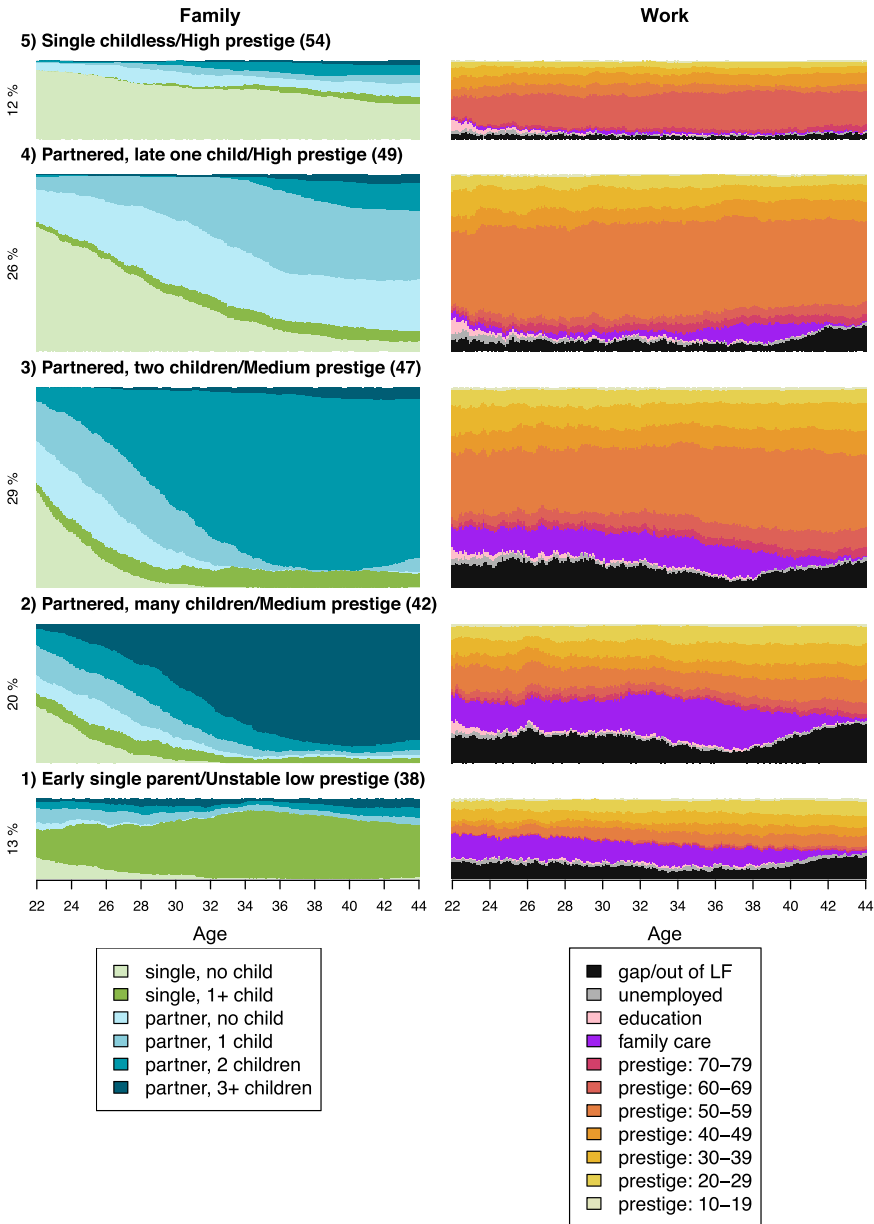 Family Work
5) Single childless/High prestige (54)
12 %
4) Partnered, late one child/High prestige (49)
26 %
3) Partnered, two children/Medium prestige (47)
29 %
2) Partnered, many children/Medium prestige (42)
20 %
1) Early single parent/Unstable low prestige (38)
13 %
22 24 26 28 30 32 34 36 38 40 42 44
22 24 26 28 30 32 34 36 38 40 42 44
Age Age
single, no child
single, 1+ child
partner, no child
partner, 1 child
partner, 2 children
partner, 3+ children
gap/out of LF
unemployed
education
family care
prestige: 70–79
prestige: 60–69
prestige: 50–59
prestige: 40–49
prestige: 30–39
prestige: 20–29
prestige: 10–19